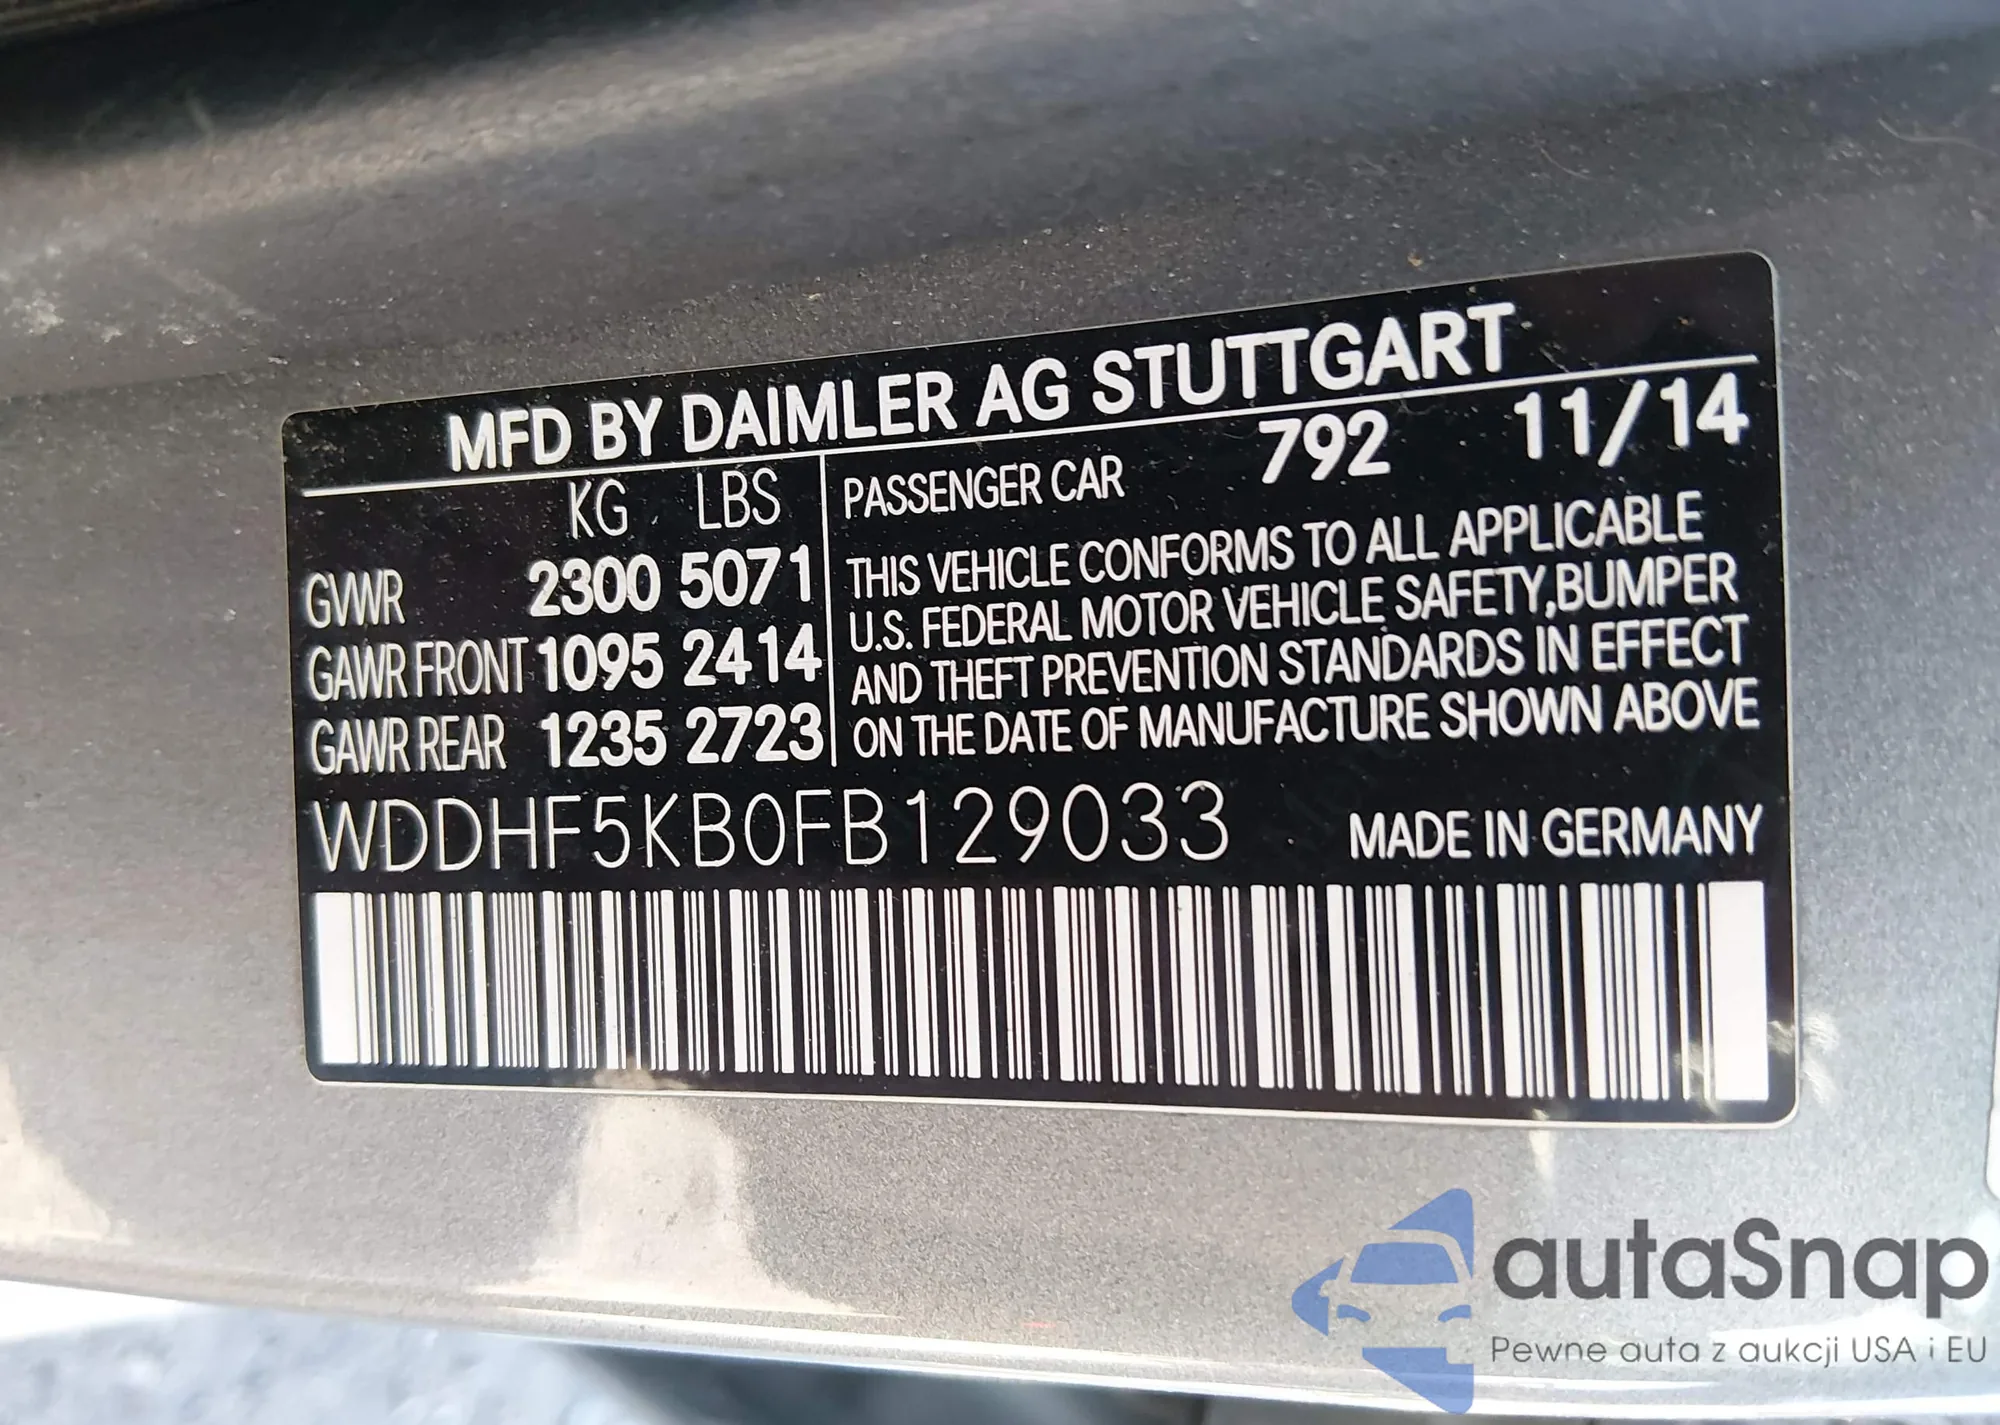 MFD BY DAIMLER AG STUTTGART
KG LBS
GVWR 2300 5071
GAWR FRONT 1095 2414
GAWR REAR 1235 2723
PASSENGER CAR 792 11/14
THIS VEHICLE CONFORMS TO ALL APPLICABLE
U.S. FEDERAL MOTOR VEHICLE SAFETY,BUMPER
AND THEFT PREVENTION STANDARDS IN EFFECT
ON THE DATE OF MANUFACTURE SHOWN ABOVE
WDDHF5KB0FB129033 MADE IN GERMANY
autaSnap
Pewne auta z aukcji USA i EU